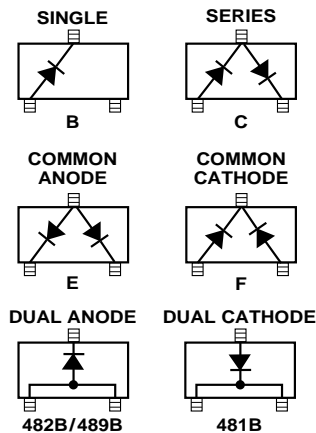 SINGLE
SERIES
B
C
COMMON
ANODE
COMMON
CATHODE
E
F
DUAL ANODE
DUAL CATHODE
482B/489B
481B